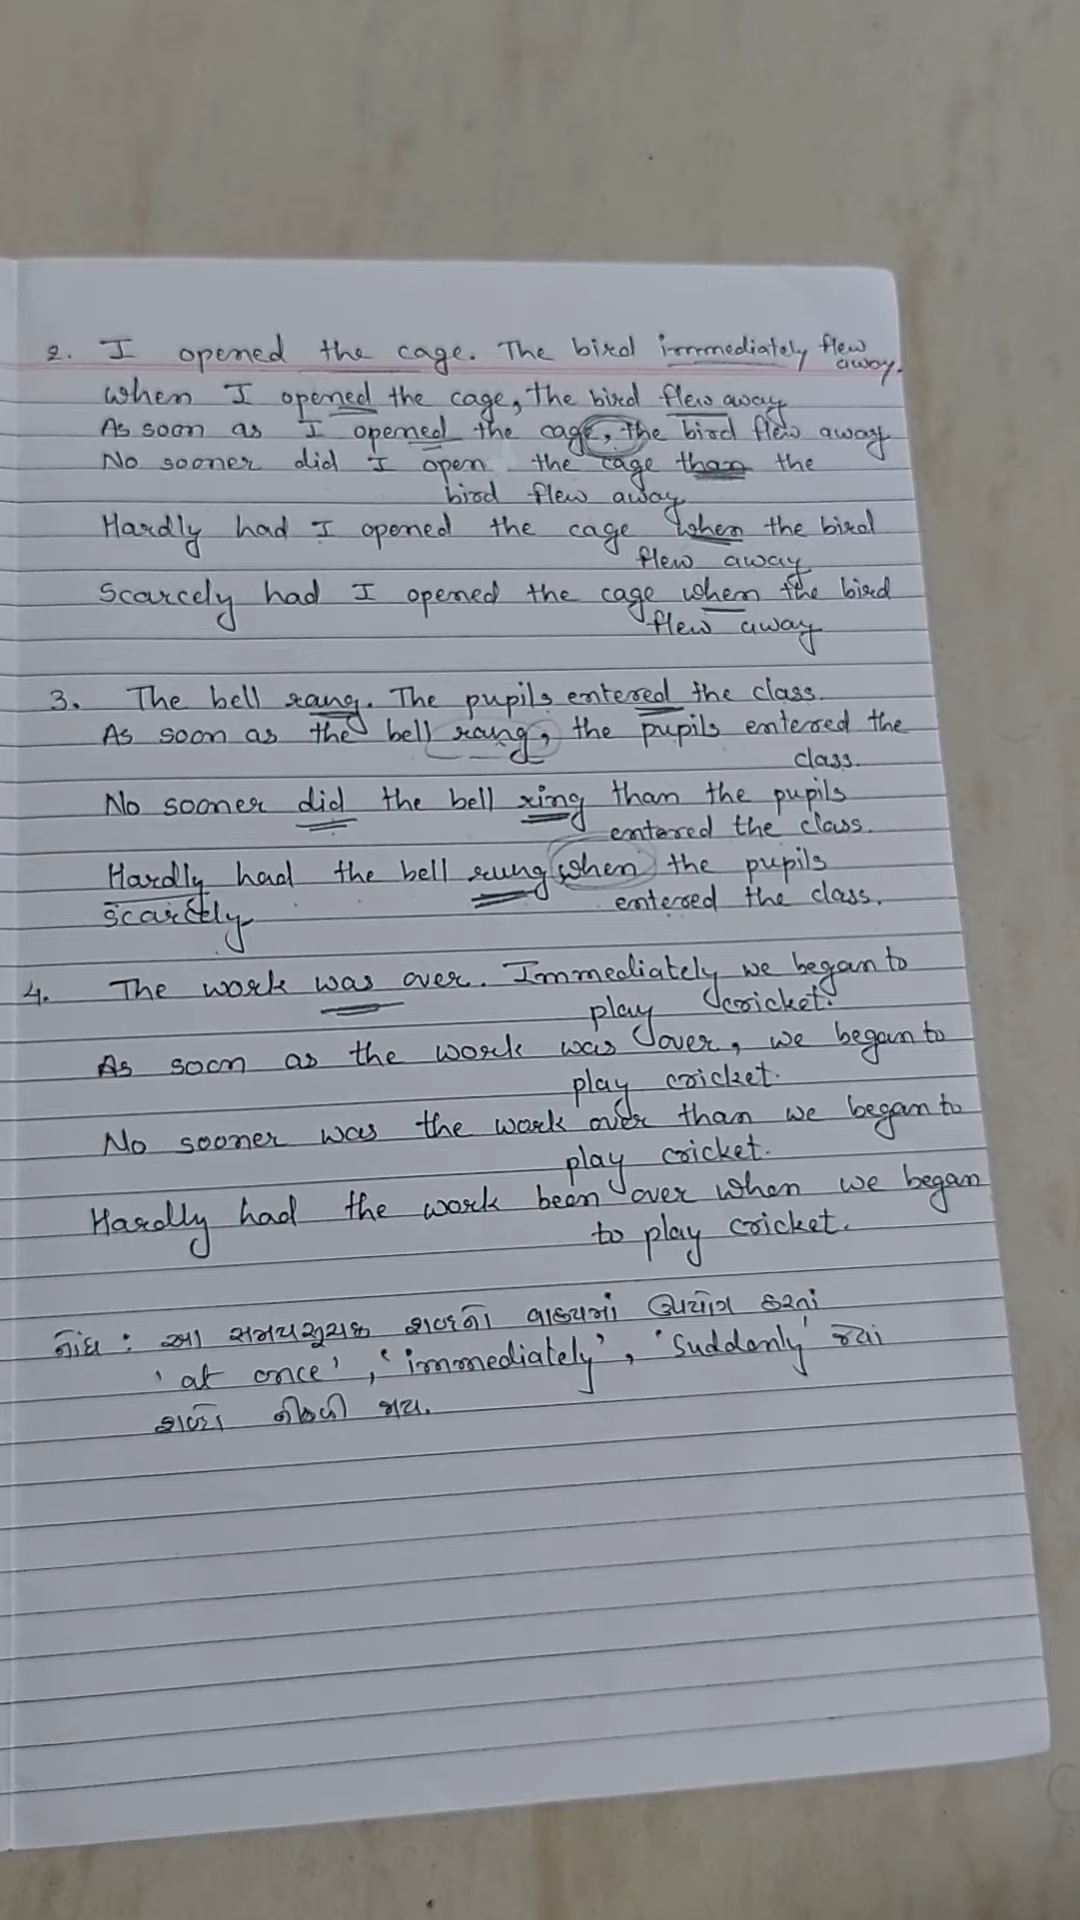 2. I opened the cage. The bird immediately flew
away.
when I opened the cage, the bird flew away
As soon as I opened the cage, the bird flew away
No sooner did I open the cage than the
bird flew away
Hardly had I opened the cage when the bird
flew away
Scarcely had I opened the cage when the bird
flew away
3. The bell rang. The pupils entered the class.
As soon as the bell rang, the pupils entered the
class.
No sooner did the bell ring than the pupils
entered the class.
Hardly had the bell rung when the pupils
Scarcely entered the class.
4. The work was over. Immediately we began to
play cricket.
As soon as the work was over, we began to
play cricket.
No sooner was the work over than we began to
play cricket.
Hardly had the work been over when we began
to play cricket.
નોંધ : આ સમયસૂચક શબ્દનો વાક્યમાં ઉપયોગ કરતાં
'at once', 'immediately', 'suddenly' જેવાં
શબ્દો નીકળી જાય.